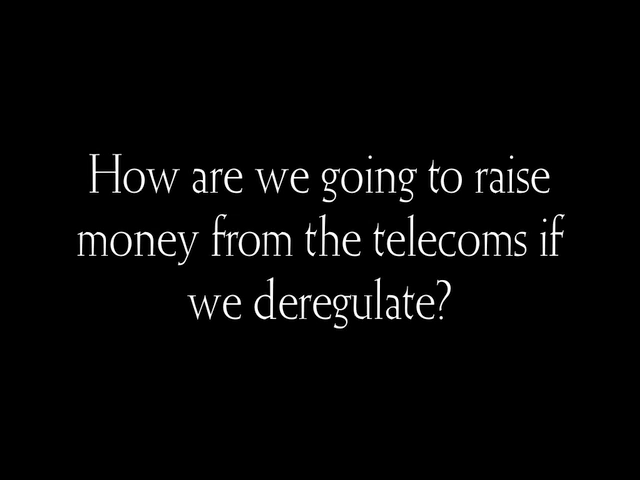 How are we going to raise
money from the telecoms if
we deregulate?